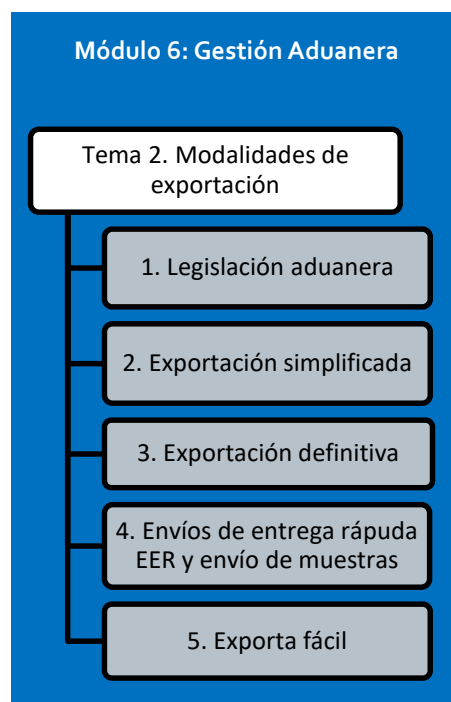 Módulo 6: Gestión Aduanera
Tema 2. Modalidades de
exportación
1. Legislación aduanera
2. Exportación simplificada
3. Exportación definitiva
4. Envíos de entrega rápuda
EER y envío de muestras
5. Exporta fácil